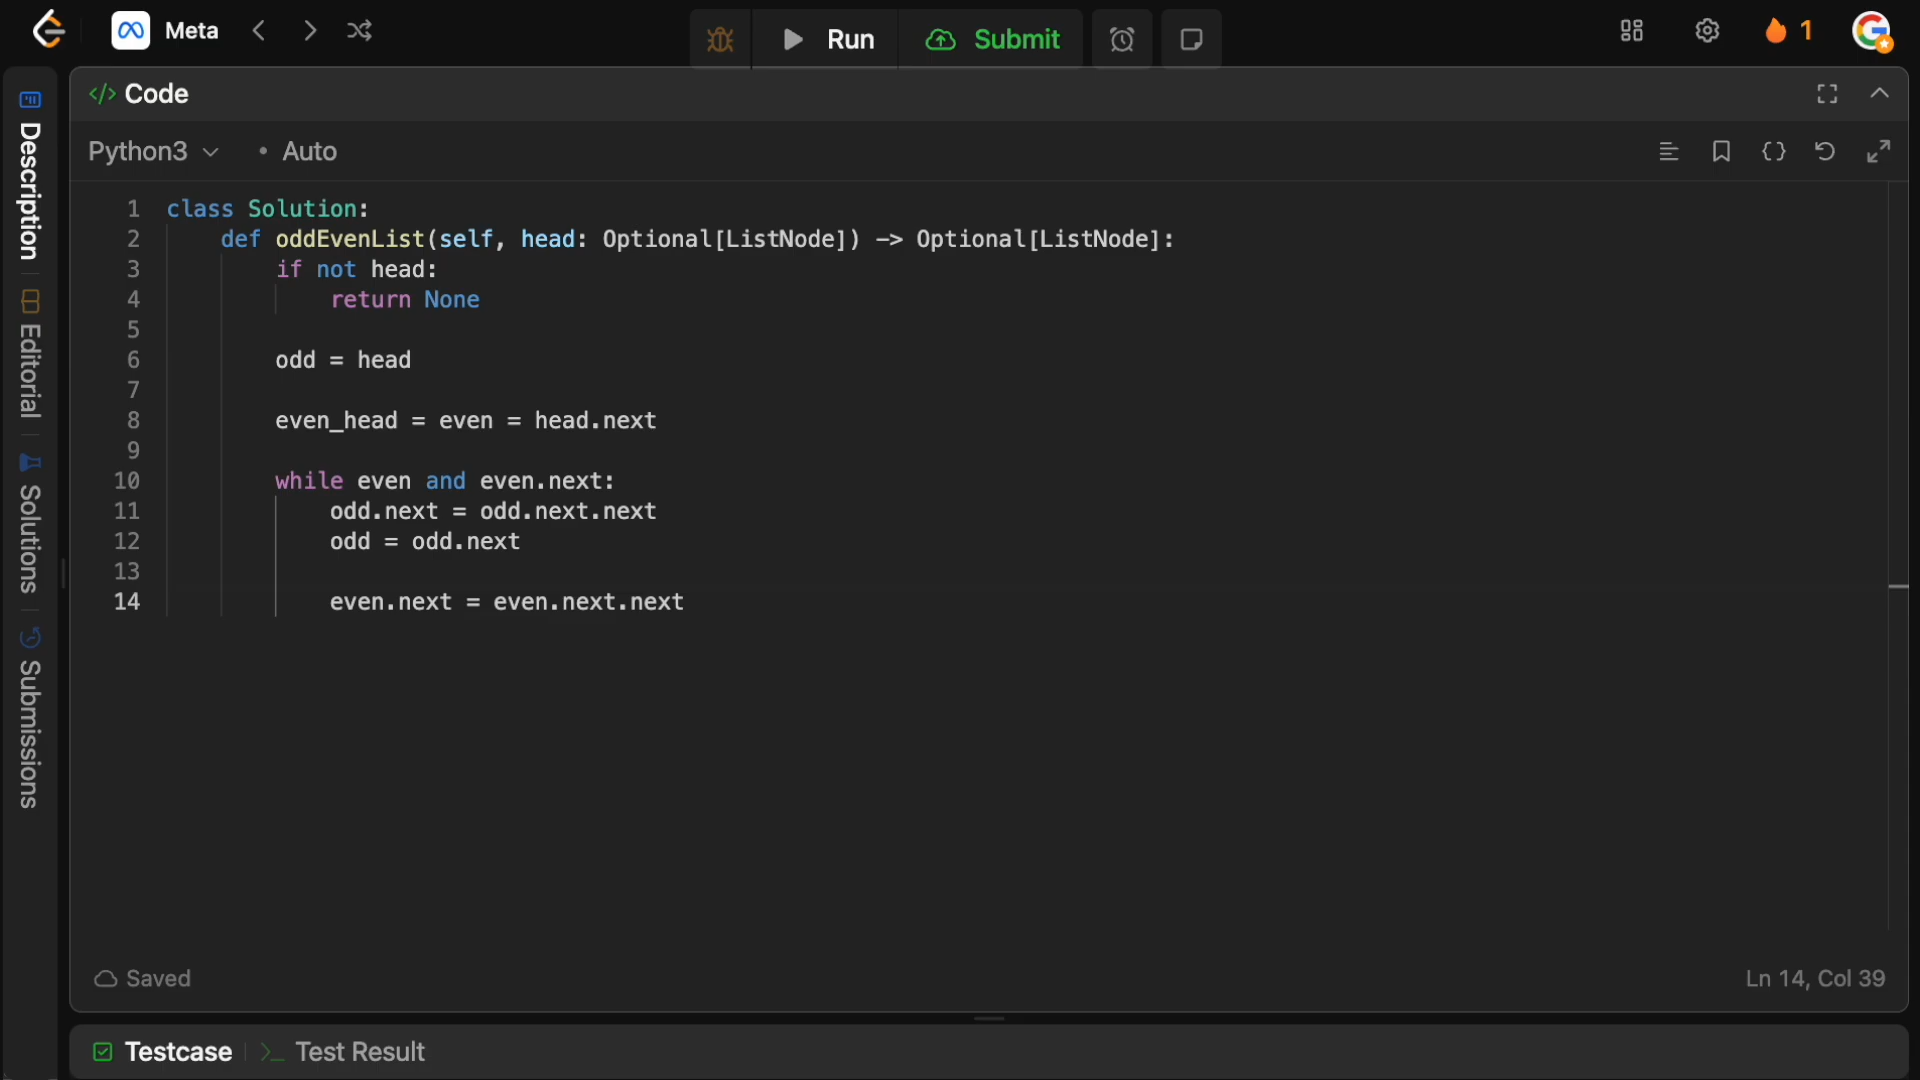 Meta
Run
Submit
1
Description
Editorial
Solutions
Submissions
</> Code
Python3 • Auto
1 class Solution:
2 def oddEvenList(self, head: Optional[ListNode]) -> Optional[ListNode]:
3 if not head:
4 return None
5
6 odd = head
7
8 even_head = even = head.next
9
10 while even and even.next:
11 odd.next = odd.next.next
12 odd = odd.next
13
14 even.next = even.next.next
Saved
Ln 14, Col 39
Testcase
Test Result